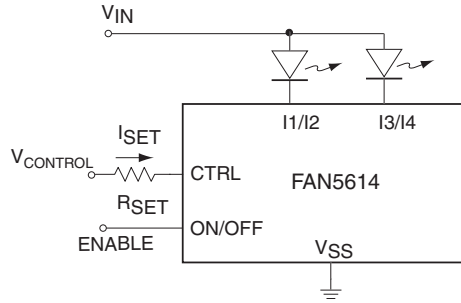 VIN
I1/I2 I3/I4
ISET
VCONTROL
CTRL
FAN5614
RSET
ON/OFF
ENABLE
VSS